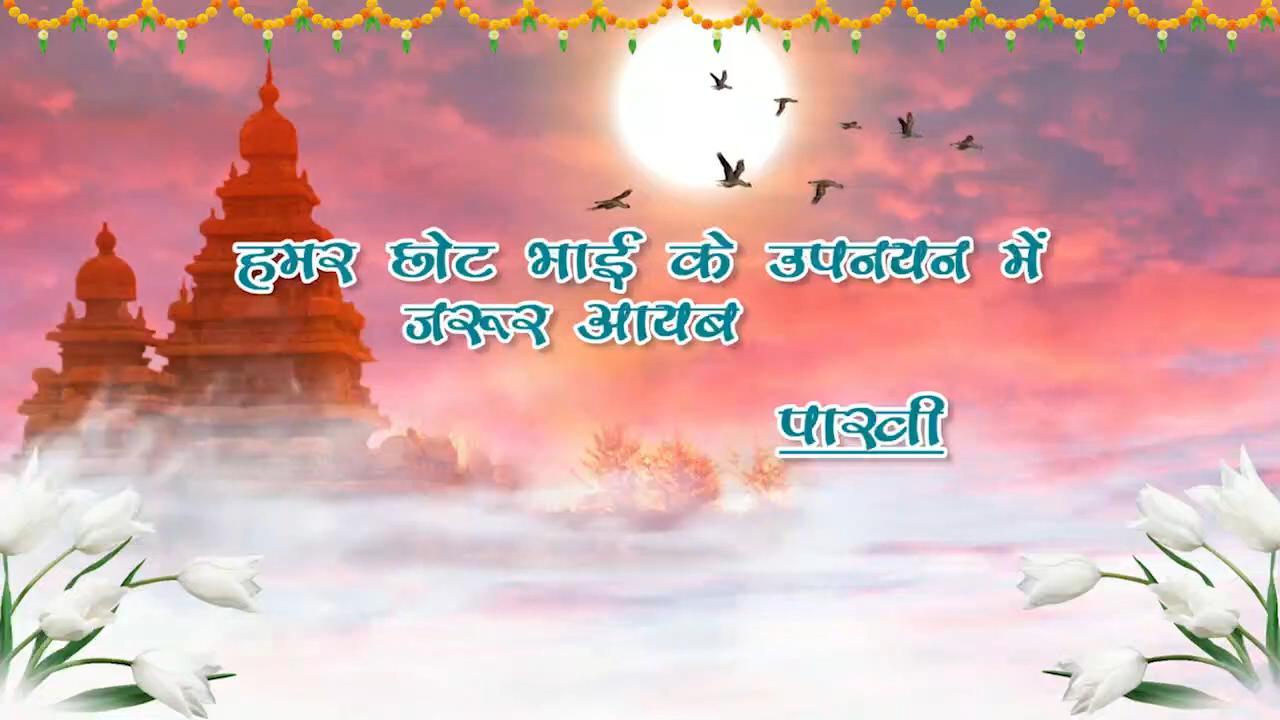 हमर छोट भाई के उपनयन में
जरूर आयब
पाखी